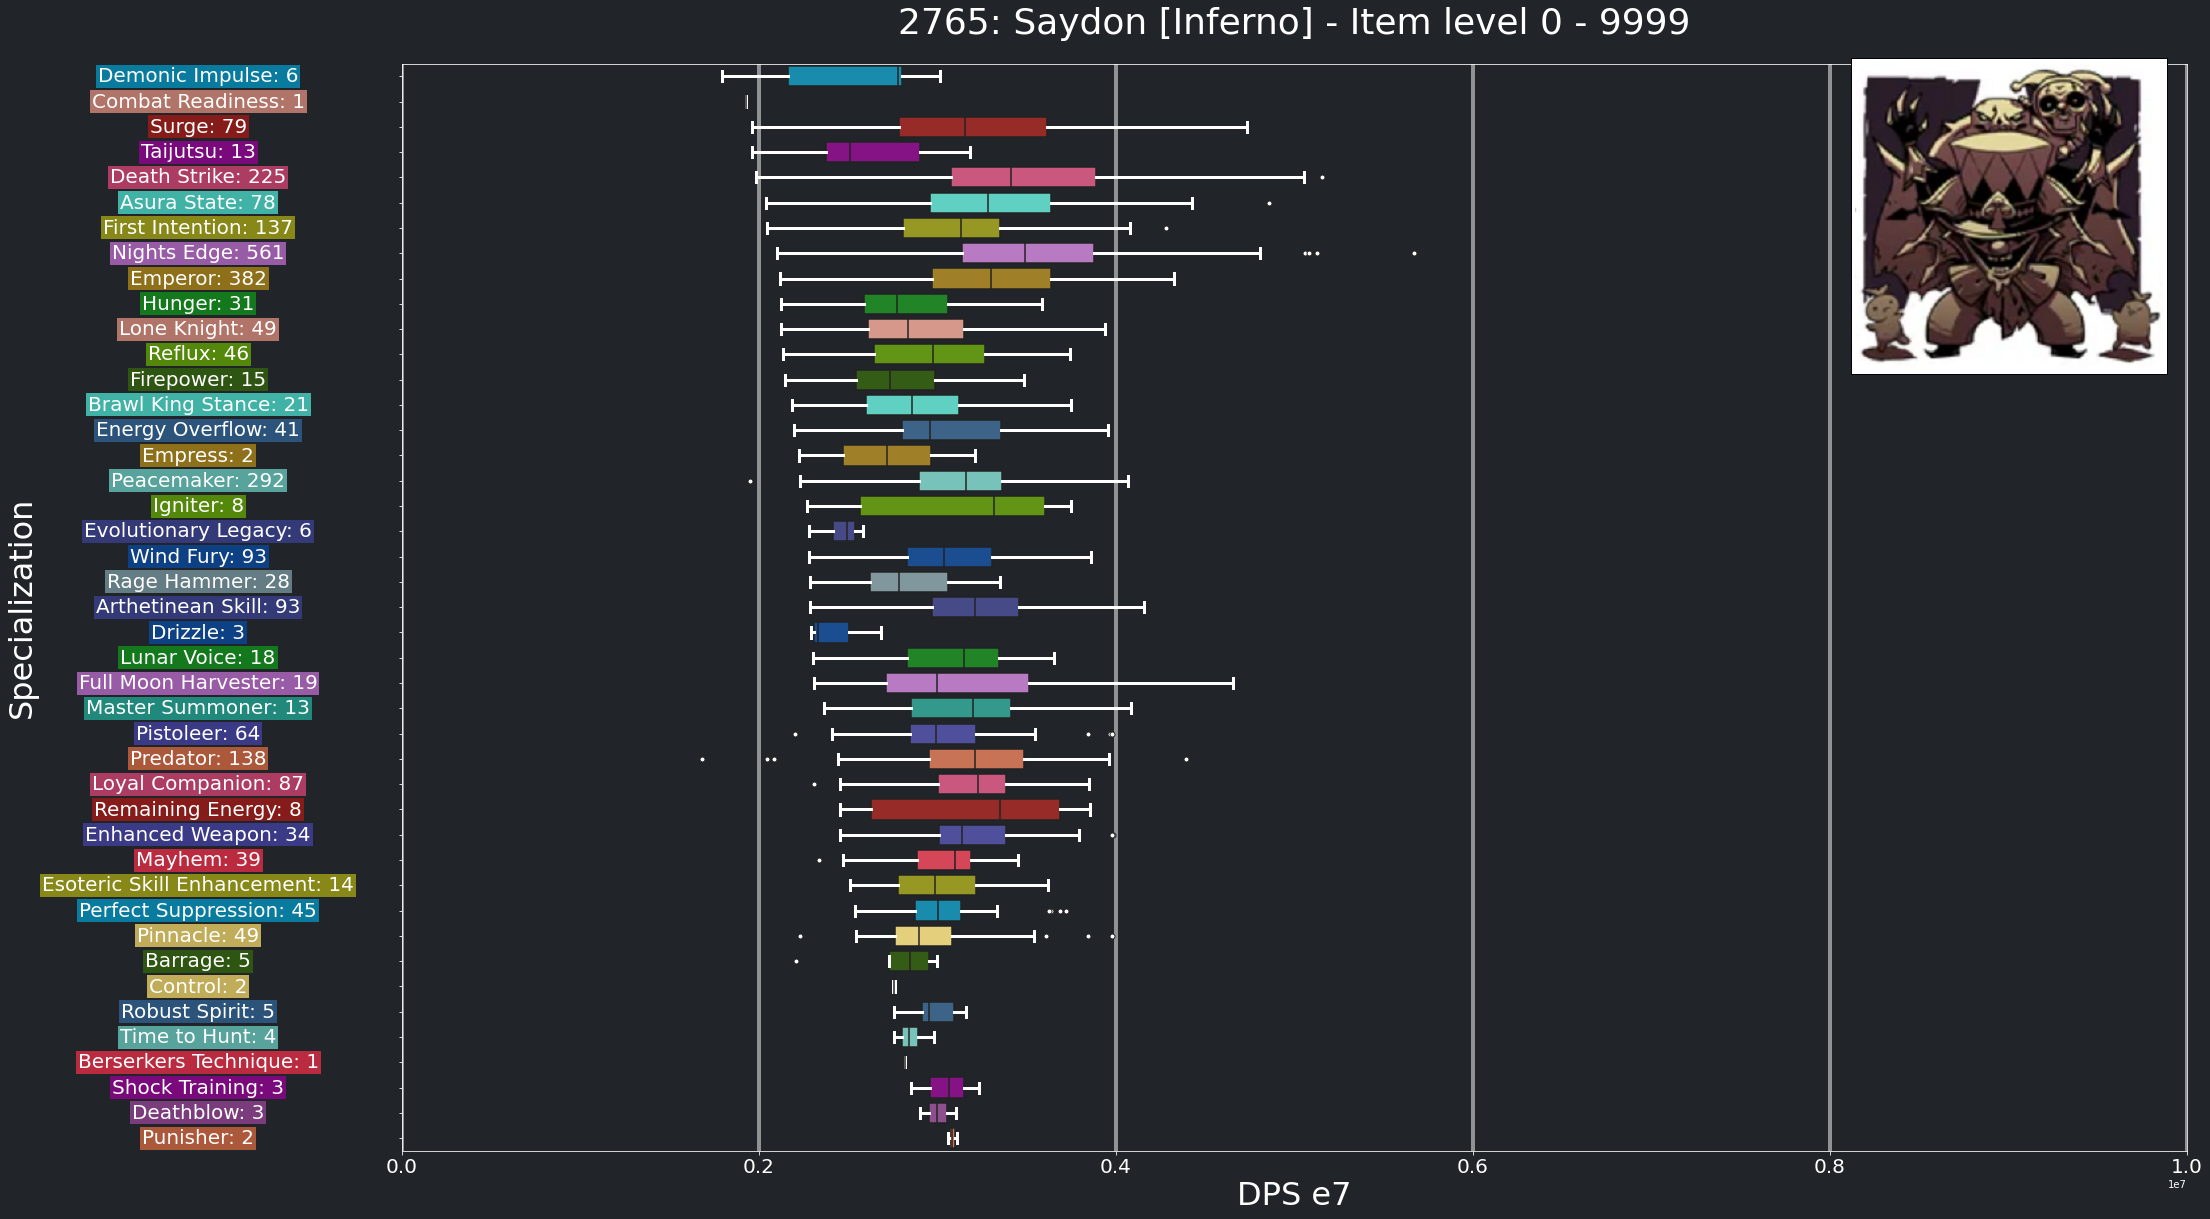 2765: Saydon [Inferno] - Item level 0 - 9999
Demonic Impulse: 6
Combat Readiness: 1
Surge: 79
Taijutsu: 13
Death Strike: 225
Asura State: 78
First Intention: 137
Nights Edge: 561
Emperor: 382
Hunger: 31
Lone Knight: 49
Reflux: 46
Firepower: 15
Brawl King Stance: 21
Energy Overflow: 41
Empress: 2
Peacemaker: 292
Igniter: 8
Evolutionary Legacy: 6
Wind Fury: 93
Rage Hammer: 28
Arthetinean Skill: 93
Drizzle: 3
Lunar Voice: 18
Full Moon Harvester: 19
Master Summoner: 13
Pistoleer: 64
Predator: 138
Loyal Companion: 87
Remaining Energy: 8
Enhanced Weapon: 34
Mayhem: 39
Esoteric Skill Enhancement: 14
Perfect Suppression: 45
Pinnacle: 49
Barrage: 5
Control: 2
Robust Spirit: 5
Time to Hunt: 4
Berserkers Technique: 1
Shock Training: 3
Deathblow: 3
Punisher: 2
Specialization
0.0 0.2 0.4 0.6 0.8 1.0
1e7
DPS e7